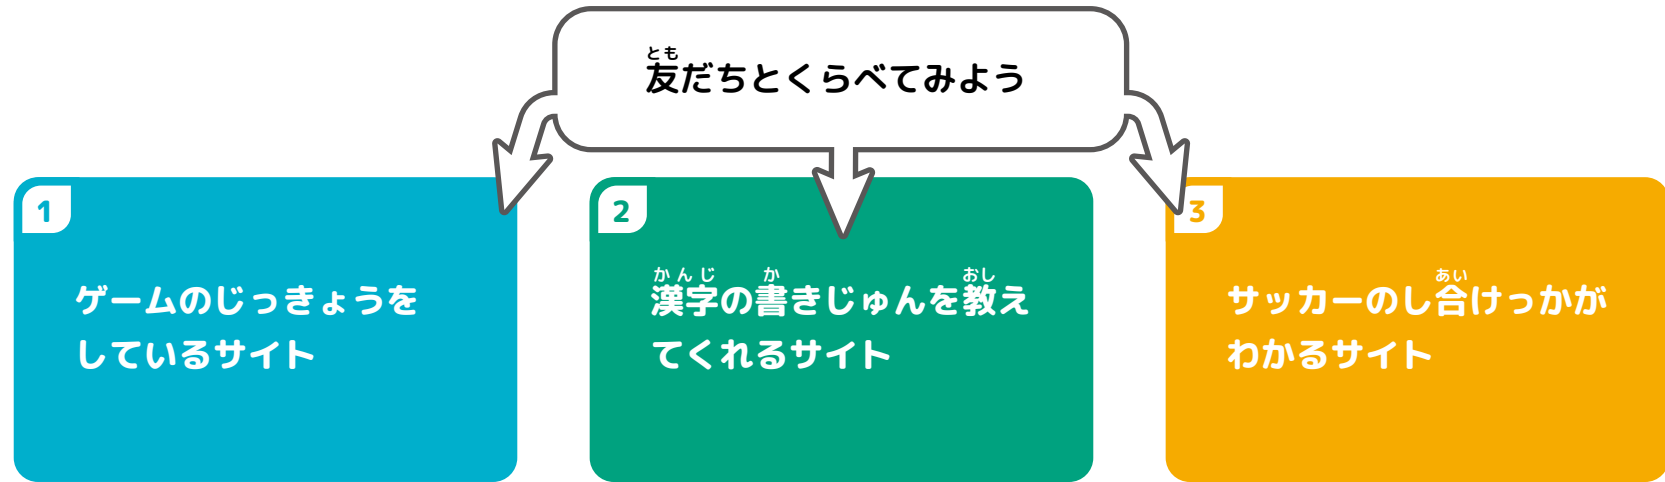 とも
友だちとくらべてみよう
1
ゲームのじっきょうを
しているサイト
2
かんじ か おし
漢字の書きじゅんを教え
てくれるサイト
3
あい
サッカーのし合けっかが
わかるサイト